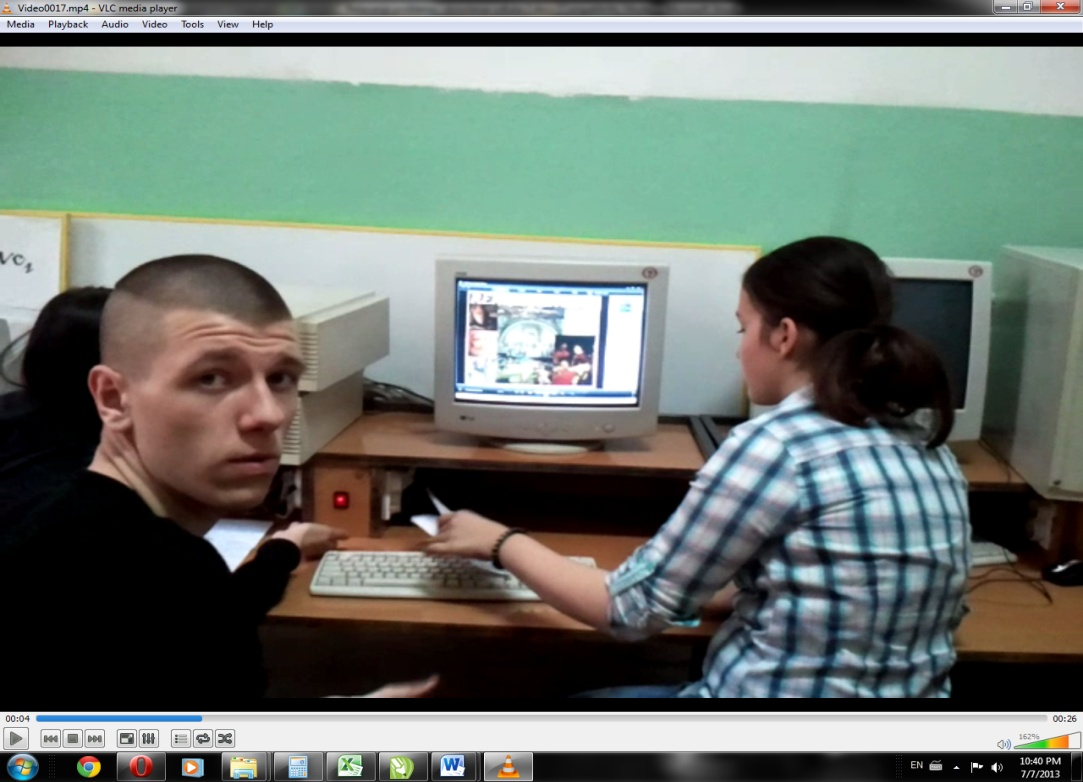 Video0017.mp4 - VLC media player
Media Playback Audio Video Tools View Help
00:04
00:26
162%
EN
10:40 PM
7/7/2013